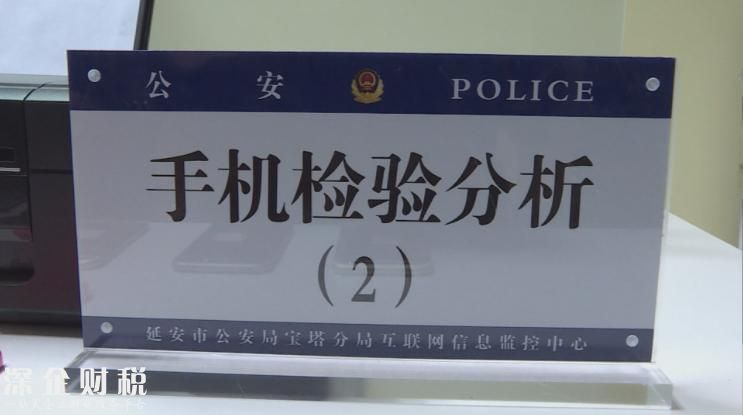 公安 POLICE
手机检验分析
（2）
延安市公安局宝塔分局互联网信息监控中心
深企财税